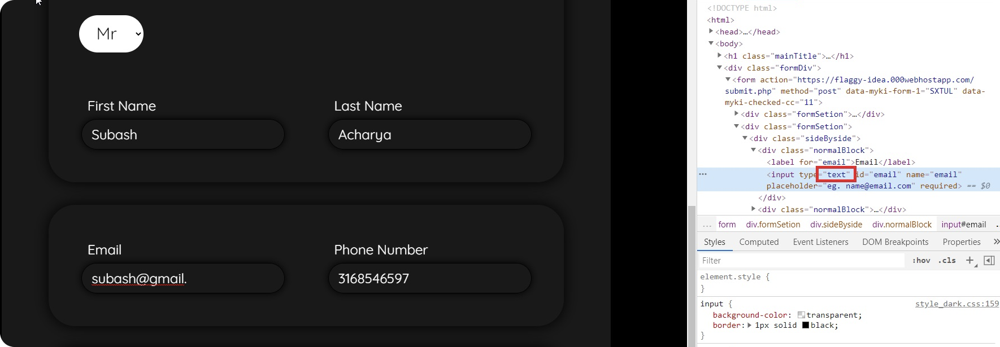 Mr
First Name
Last Name
Subash
Acharya
Email
Phone Number
subash@gmail.
3168546597
<!DOCTYPE html>
<html>
<head>…</head>
<body>
<h1 class="mainTitle">…</h1>
<div class="formDiv">
<form action="https://flaggy-idea.000webhostapp.com/
submit.php" method="post" data-myki-form-1="SXTUL" data-
myki-checked-cc="11">
<div class="formSetion">…</div>
<div class="formSetion">
<div class="sideByside">
<div class="normalBlock">
<label for="email">Email</label>
<input type="text" id="email" name="email"
placeholder="eg. name@email.com" required> == $0
</div>
<div class="normalBlock">…</div>
... form div.formSetion div.sideByside div.normalBlock input#email .
Styles Computed Event Listeners DOM Breakpoints Properties »
Filter :hov .cls +
element.style {
}
input { style_dark.css:159
background-color: transparent;
border: 1px solid black;
}